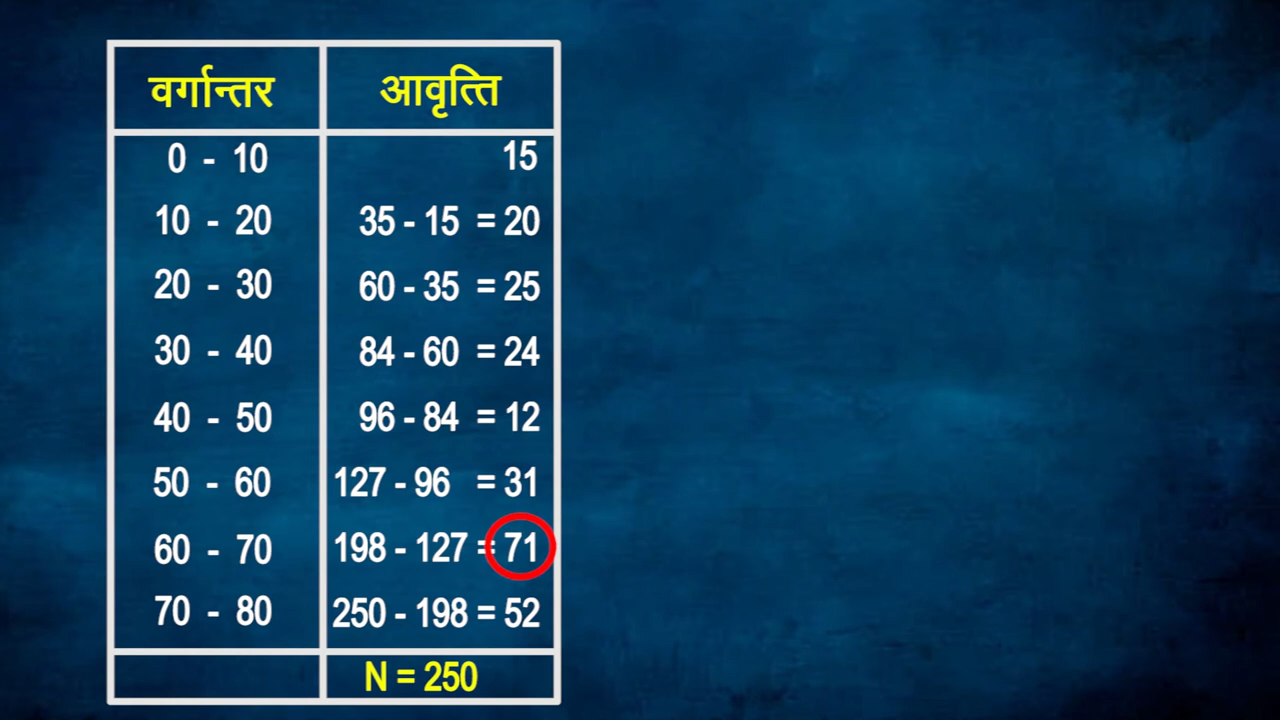 वर्गान्तर आवृत्ति
0 - 10 15
10 - 20 35 - 15 = 20
20 - 30 60 - 35 = 25
30 - 40 84 - 60 = 24
40 - 50 96 - 84 = 12
50 - 60 127 - 96 = 31
60 - 70 198 - 127 = 71
70 - 80 250 - 198 = 52
N = 250